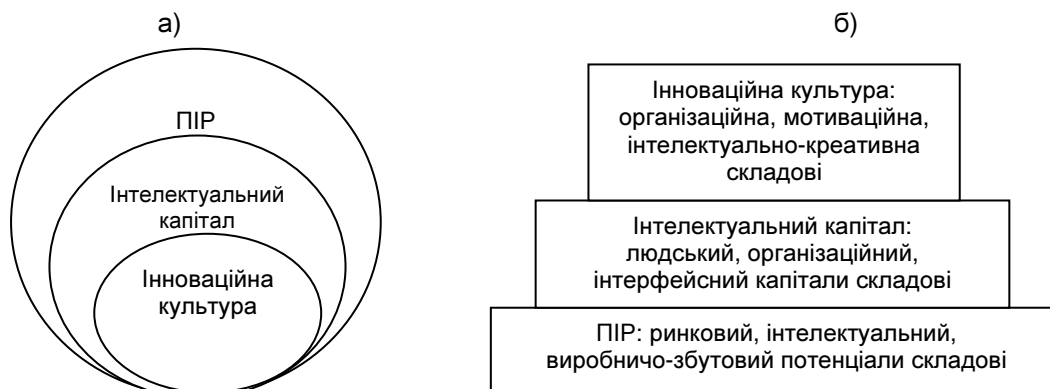 а)
ПІР
Інтелектуальний
капітал
Інноваційна
культура
б)
Інноваційна культура:
організаційна, мотиваційна,
інтелектуально-креативна
складові
Інтелектуальний капітал:
людський, організаційний,
інтерфейсний капітали складові
ПІР: ринковий, інтелектуальний,
виробничо-збутовий потенціали складові